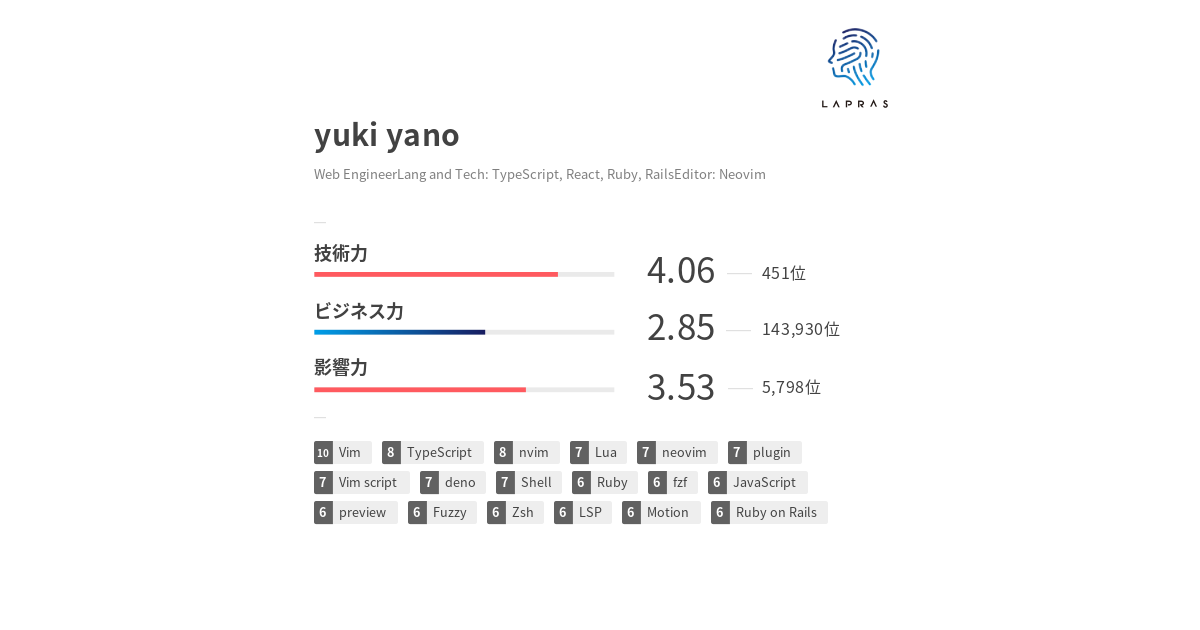 LAPRAS
yuki yano
Web EngineerLang and Tech: TypeScript, React, Ruby, RailsEditor: Neovim
技術力
4.06 451位
ビジネス力
2.85 143,930位
影響力
3.53 5,798位
10 Vim 8 TypeScript 8 nvim 7 Lua 7 neovim 7 plugin
7 Vim script 7 deno 7 Shell 6 Ruby 6 fzf 6 JavaScript
6 preview 6 Fuzzy 6 Zsh 6 LSP 6 Motion 6 Ruby on Rails